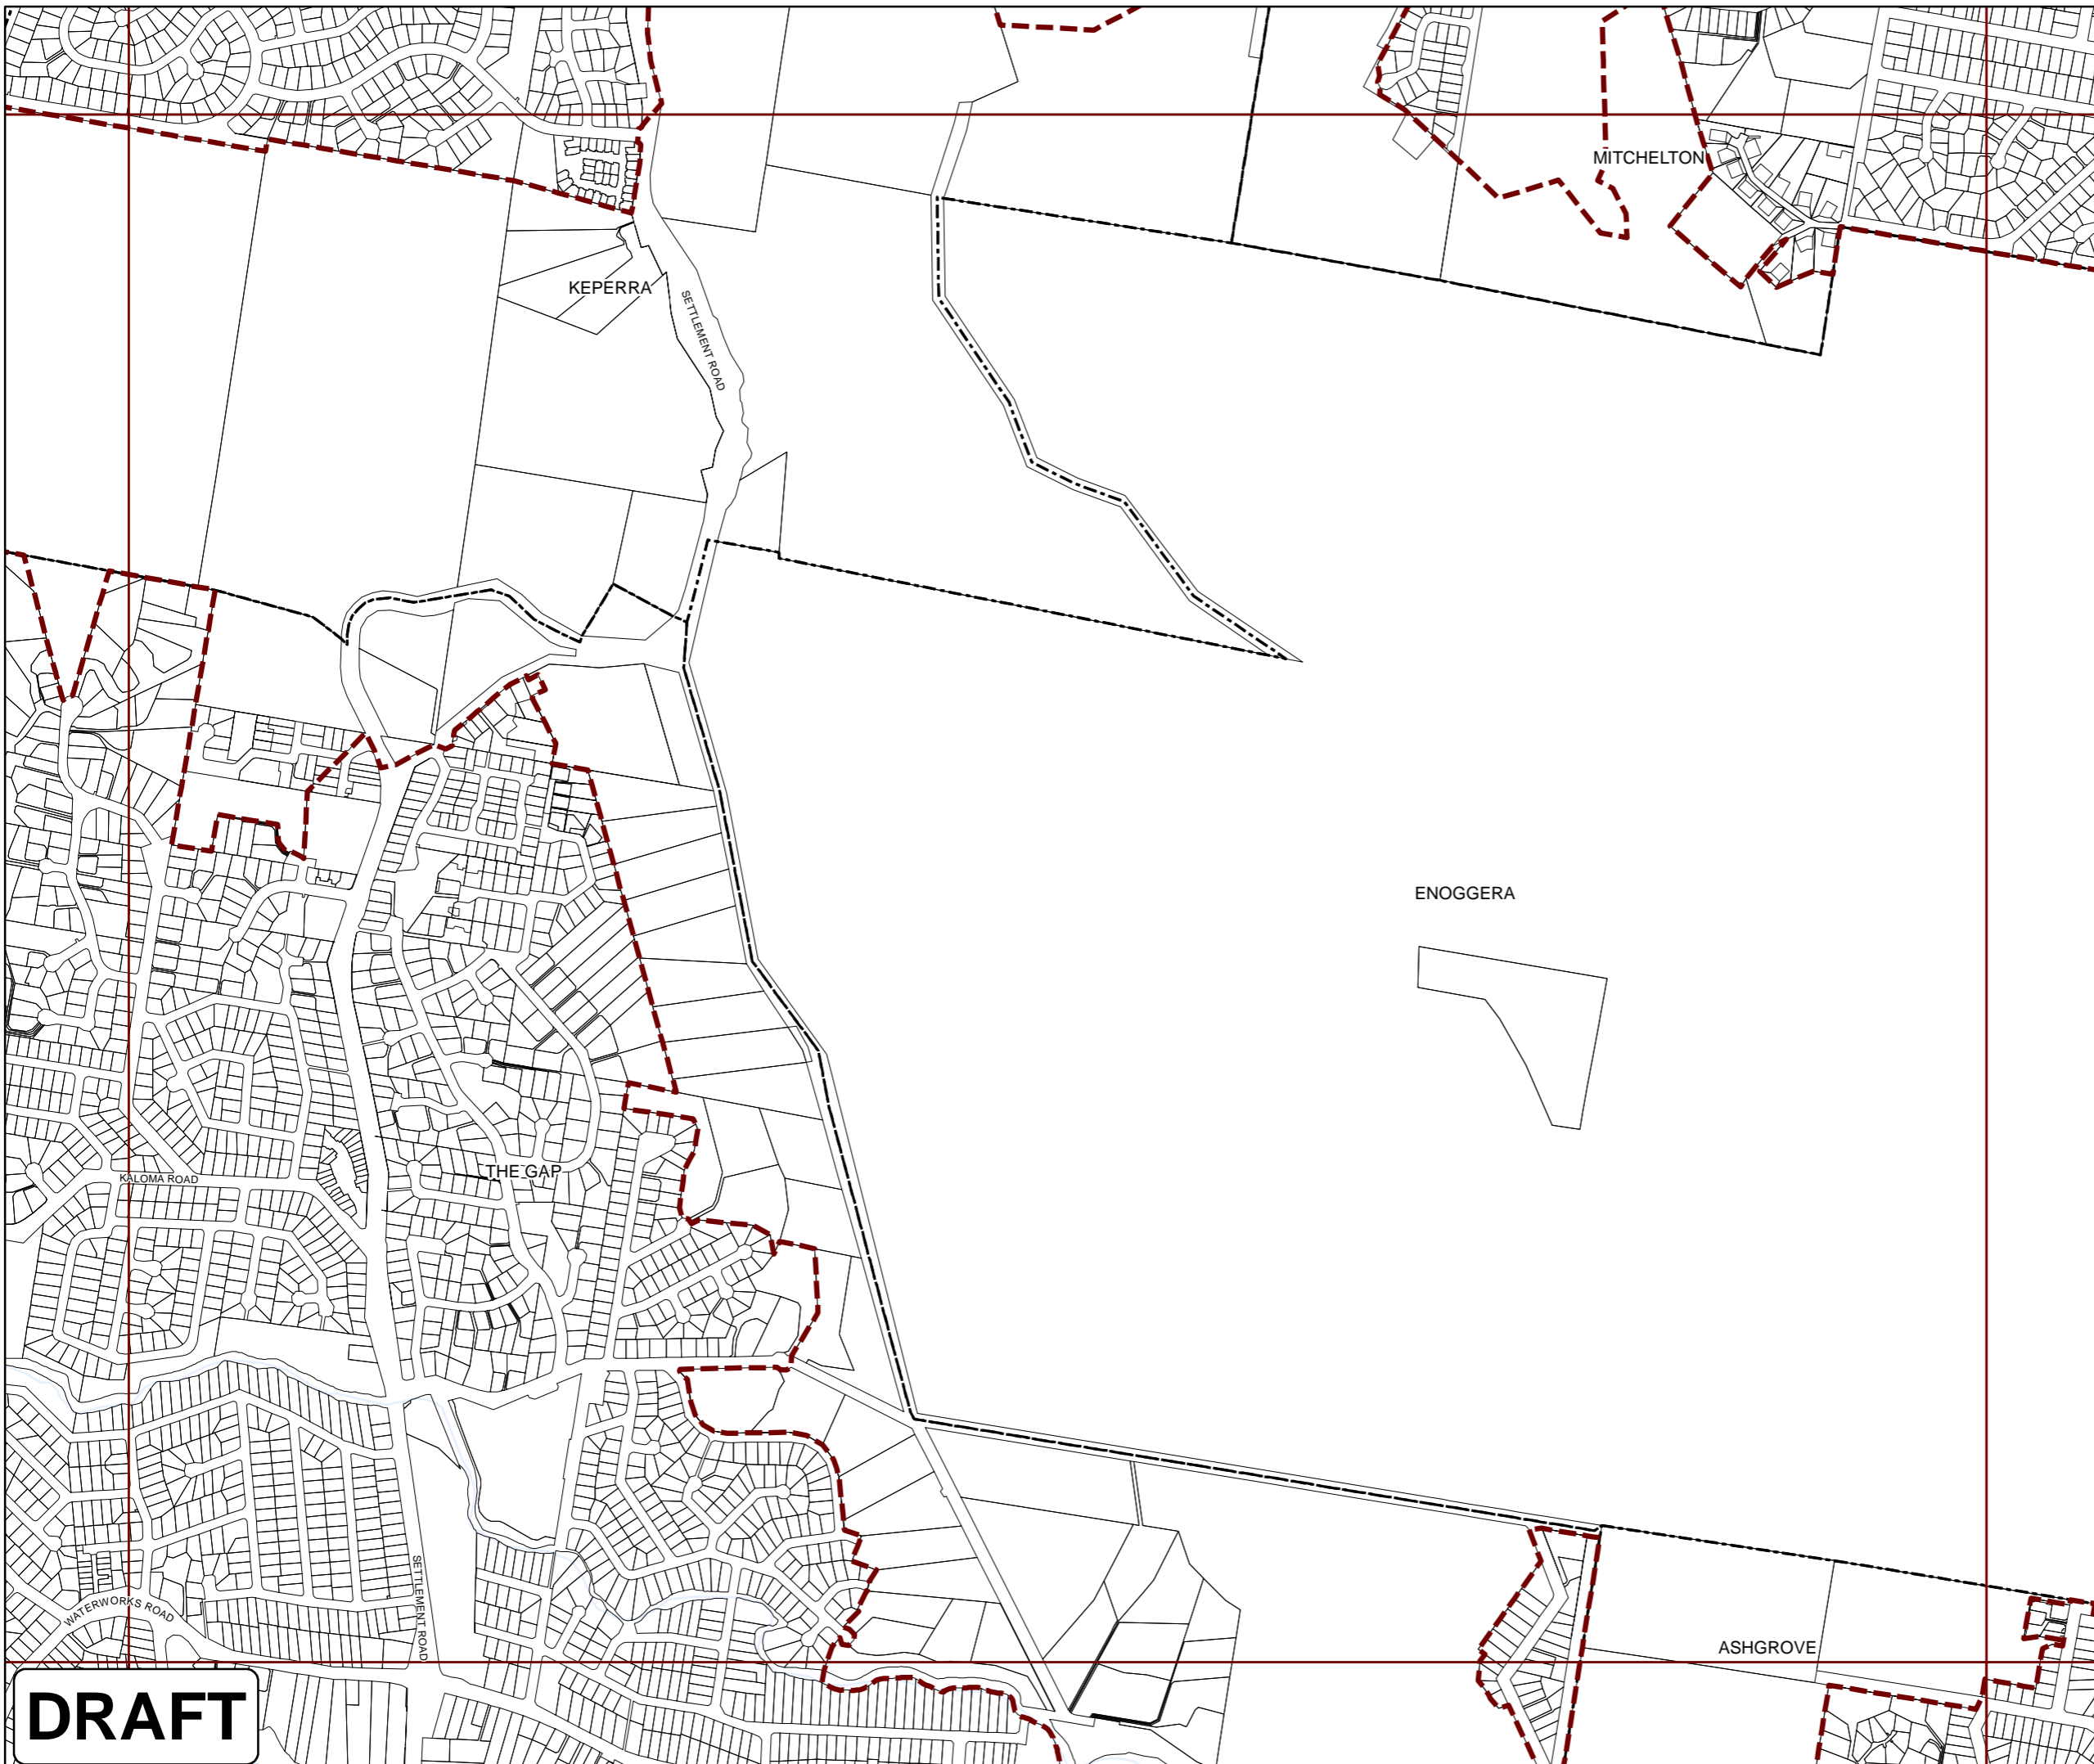 MITCHELTON
KEPERRA
SETTLEMENT ROAD
ENOGGERA
THE GAP
KALOMA ROAD
SETTLEMENT ROAD
WATERWORKS ROAD
ASHGROVE
DRAFT